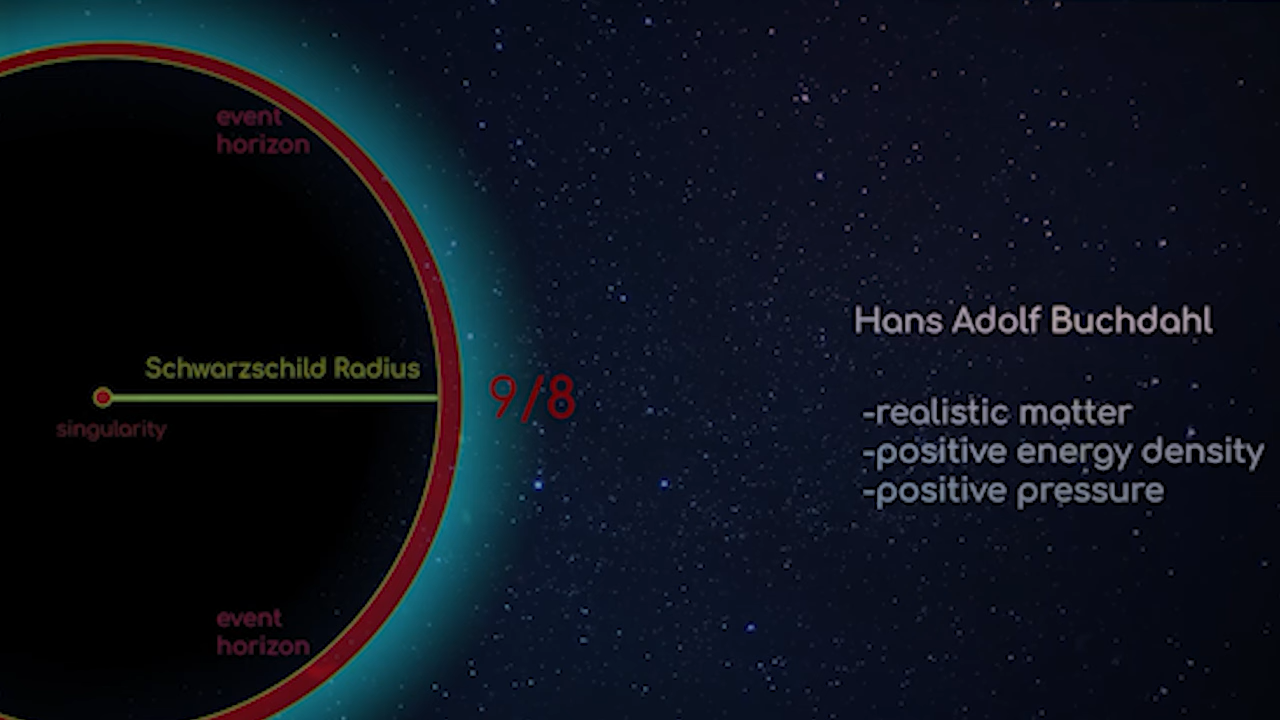 event
horizon
Schwarzschild Radius
singularity
9/8
event
horizon
Hans Adolf Buchdahl
-realistic matter
-positive energy density
-positive pressure